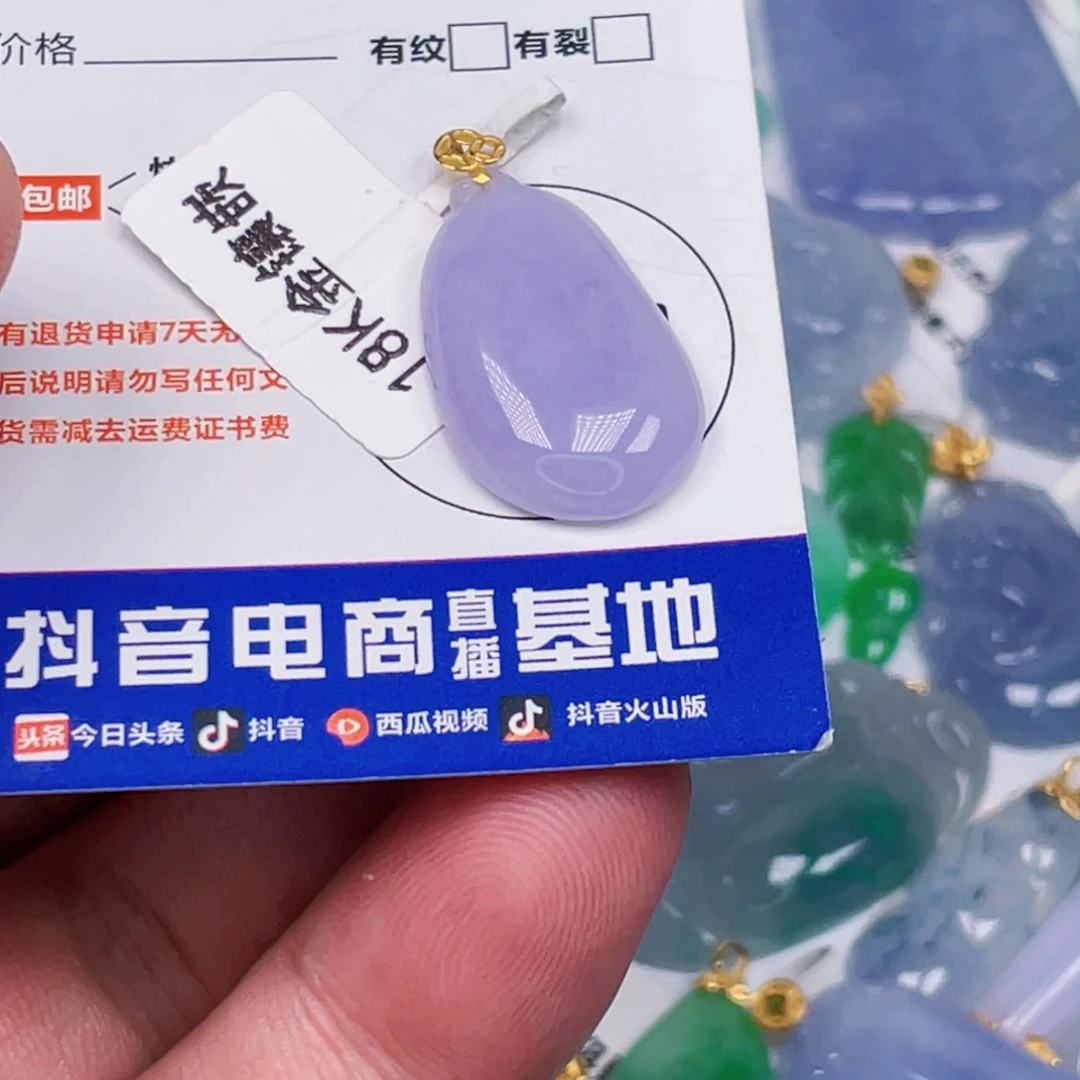 价格 有纹 有裂
包邮
18K金镶嵌
有退货申请7天无
后说明请勿写任何文
货需减去运费证书费
抖音电商直播基地
头条 今日头条 抖音 西瓜视频 抖音火山版